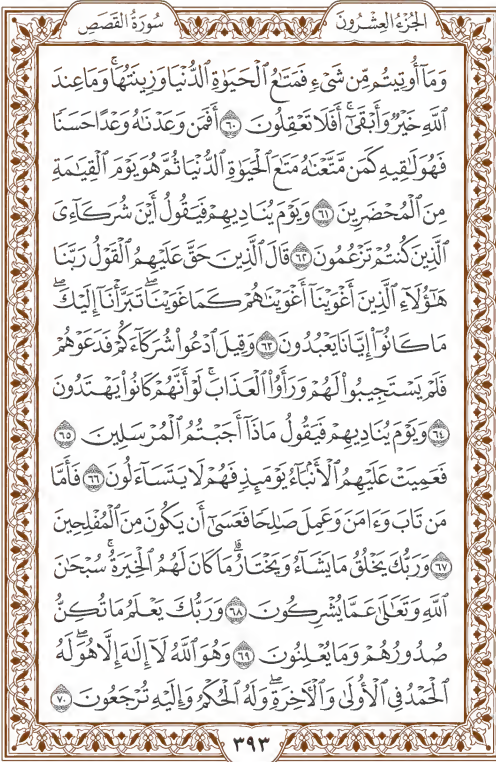 الجُزْءُ العِشْرُونَ
سُورَةُ القَصَصِ
وَمَآ أُوتِيتُم مِّن شَىْءٍ فَمَتَـٰعُ ٱلْحَيَوٰةِ ٱلدُّنْيَا وَزِينَتُهَا ۚ وَمَا عِندَ
ٱللَّهِ خَيْرٌ وَأَبْقَىٰٓ ۚ أَفَلَا تَعْقِلُونَ ٦٠ أَفَمَن وَعَدْنَـٰهُ وَعْدًا حَسَنًا
فَهُوَ لَـٰقِيهِ كَمَن مَّتَّعْنَـٰهُ مَتَـٰعَ ٱلْحَيَوٰةِ ٱلدُّنْيَا ثُمَّ هُوَ يَوْمَ ٱلْقِيَـٰمَةِ
مِنَ ٱلْمُحْضَرِينَ ٦١ وَيَوْمَ يُنَادِيهِمْ فَيَقُولُ أَيْنَ شُرَكَآءِىَ
ٱلَّذِينَ كُنتُمْ تَزْعُمُونَ ٦٢ قَالَ ٱلَّذِينَ حَقَّ عَلَيْهِمُ ٱلْقَوْلُ رَبَّنَا
هَـٰٓؤُلَآءِ ٱلَّذِينَ أَغْوَيْنَآ أَغْوَيْنَـٰهُمْ كَمَا غَوَيْنَا ۖ تَبَرَّأْنَآ إِلَيْكَ ۖ
مَا كَانُوٓا۟ إِيَّانَا يَعْبُدُونَ ٦٣ وَقِيلَ ٱدْعُوا۟ شُرَكَآءَكُمْ فَدَعَوْهُمْ
فَلَمْ يَسْتَجِيبُوا۟ لَهُمْ وَرَأَوُا۟ ٱلْعَذَابَ ۚ لَوْ أَنَّهُمْ كَانُوا۟ يَهْتَدُونَ
٦٤ وَيَوْمَ يُنَادِيهِمْ فَيَقُولُ مَاذَآ أَجَبْتُمُ ٱلْمُرْسَلِينَ ٦٥
فَعَمِيَتْ عَلَيْهِمُ ٱلْأَنۢبَآءُ يَوْمَئِذٍ فَهُمْ لَا يَتَسَآءَلُونَ ٦٦ فَأَمَّا
مَن تَابَ وَءَامَنَ وَعَمِلَ صَـٰلِحًا فَعَسَىٰٓ أَن يَكُونَ مِنَ ٱلْمُفْلِحِينَ
٦٧ وَرَبُّكَ يَخْلُقُ مَا يَشَآءُ وَيَخْتَارُ ۗ مَا كَانَ لَهُمُ ٱلْخِيَرَةُ ۚ سُبْحَـٰنَ
ٱللَّهِ وَتَعَـٰلَىٰ عَمَّا يُشْرِكُونَ ٦٨ وَرَبُّكَ يَعْلَمُ مَا تُكِنُّ
صُدُورُهُمْ وَمَا يُعْلِنُونَ ٦٩ وَهُوَ ٱللَّهُ لَآ إِلَـٰهَ إِلَّا هُوَ ۖ لَهُ
ٱلْحَمْدُ فِى ٱلْأُولَىٰ وَٱلْـَٔاخِرَةِ ۖ وَلَهُ ٱلْحُكْمُ وَإِلَيْهِ تُرْجَعُونَ ٧٠
٣٩٣